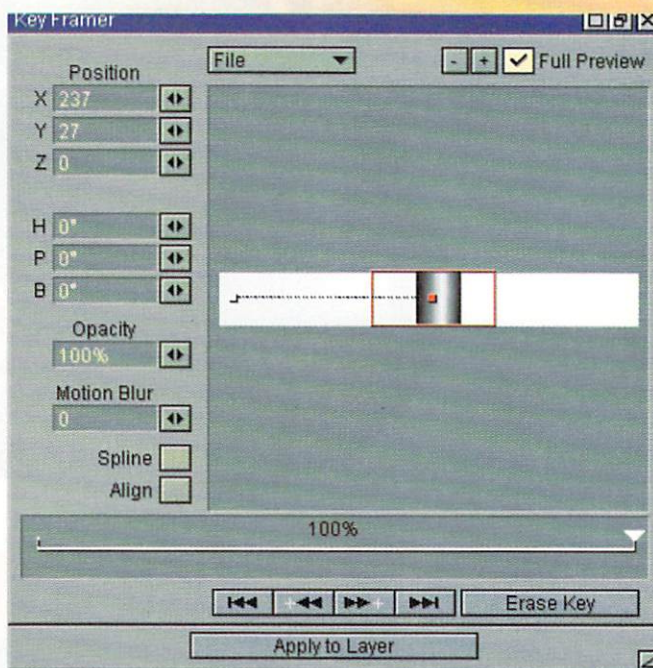 Key Framer
File
- + Full Preview
Position
X 237
Y 27
Z 0
H 0°
P 0°
B 0°
Opacity
100%
Motion Blur
0
Spline
Align
100%
Erase Key
Apply to Layer